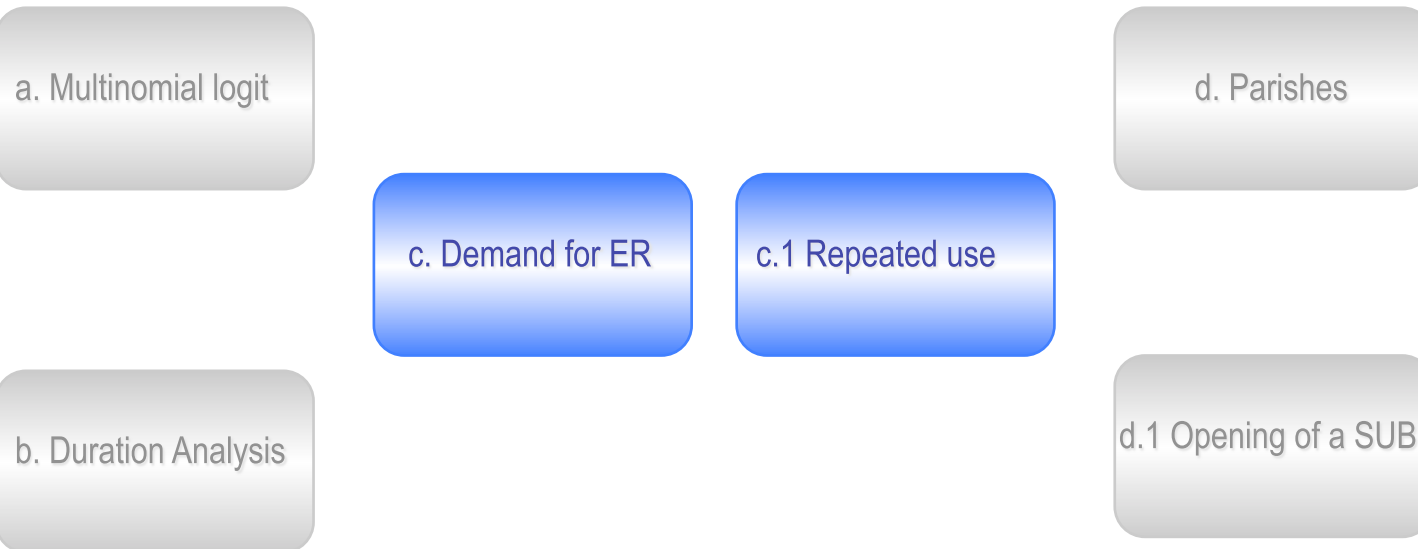 a. Multinomial logit
b. Duration Analysis
c. Demand for ER
c.1 Repeated use
d. Parishes
d.1 Opening of a SUB